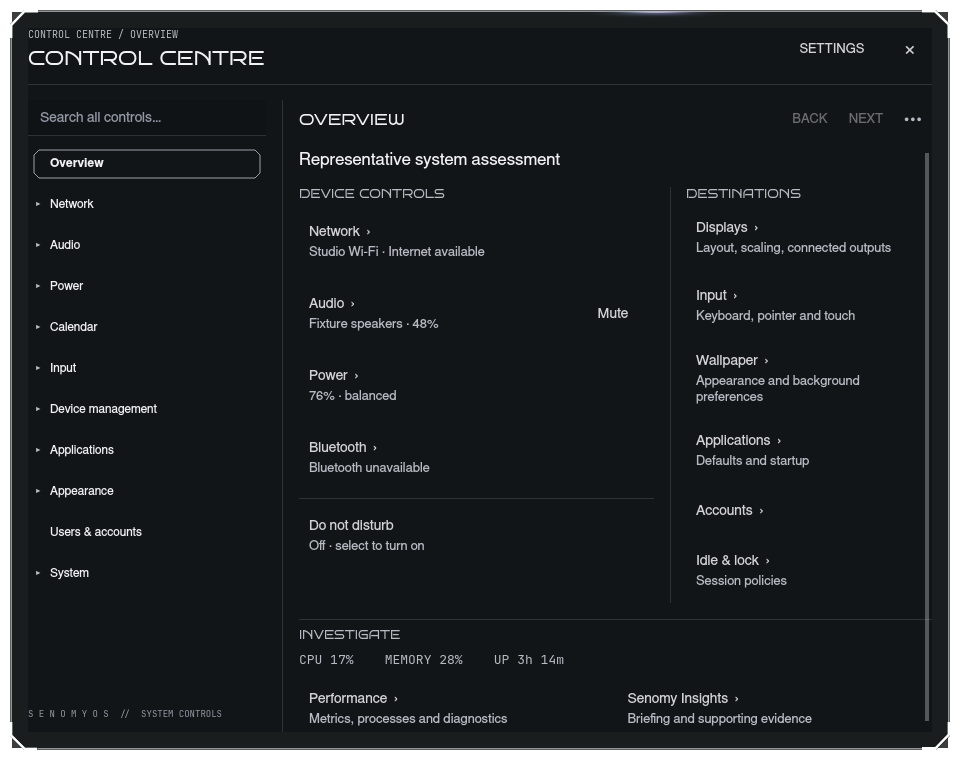 CONTROL CENTRE / OVERVIEW
CONTROL CENTRE
SETTINGS ×
Search all controls...
Overview
Network
Audio
Power
Calendar
Input
Device management
Applications
Appearance
Users & accounts
System
SENOMYOS // SYSTEM CONTROLS
OVERVIEW
BACK NEXT •••
Representative system assessment
DEVICE CONTROLS
Network ›
Studio Wi-Fi · Internet available
Audio ›
Fixture speakers · 48%
Mute
Power ›
76% · balanced
Bluetooth ›
Bluetooth unavailable
Do not disturb
Off · select to turn on
DESTINATIONS
Displays ›
Layout, scaling, connected outputs
Input ›
Keyboard, pointer and touch
Wallpaper ›
Appearance and background
preferences
Applications ›
Defaults and startup
Accounts ›
Idle & lock ›
Session policies
INVESTIGATE
CPU 17% MEMORY 28% UP 3h 14m
Performance ›
Metrics, processes and diagnostics
Senomy Insights ›
Briefing and supporting evidence